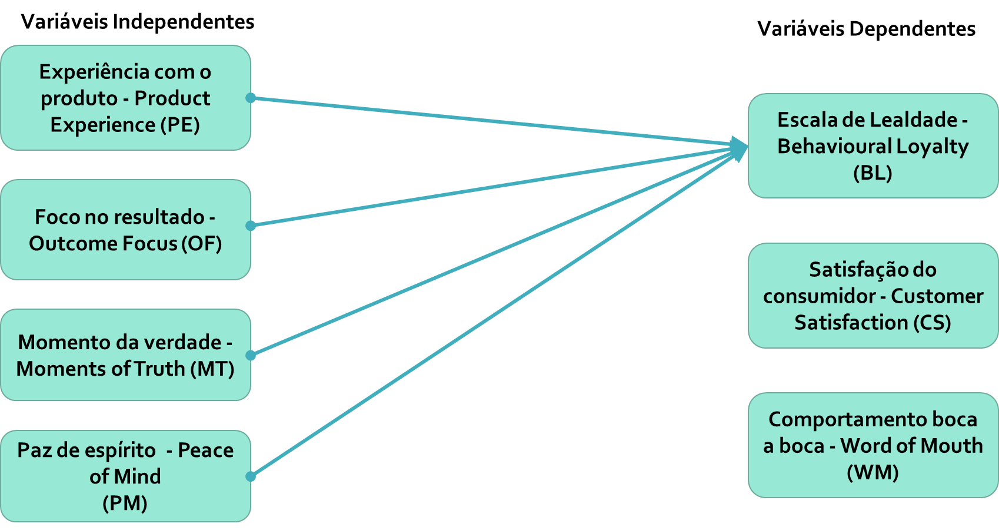 Variáveis Independentes
Experiência com o
produto - Product
Experience (PE)
Foco no resultado -
Outcome Focus (OF)
Momento da verdade -
Moments of Truth (MT)
Paz de espírito  - Peace
of Mind
(PM)
Variáveis Dependentes
Escala de Lealdade -
Behavioural Loyalty
(BL)
Satisfação do
consumidor - Customer
Satisfaction (CS)
Comportamento boca
a boca - Word of Mouth
(WM)